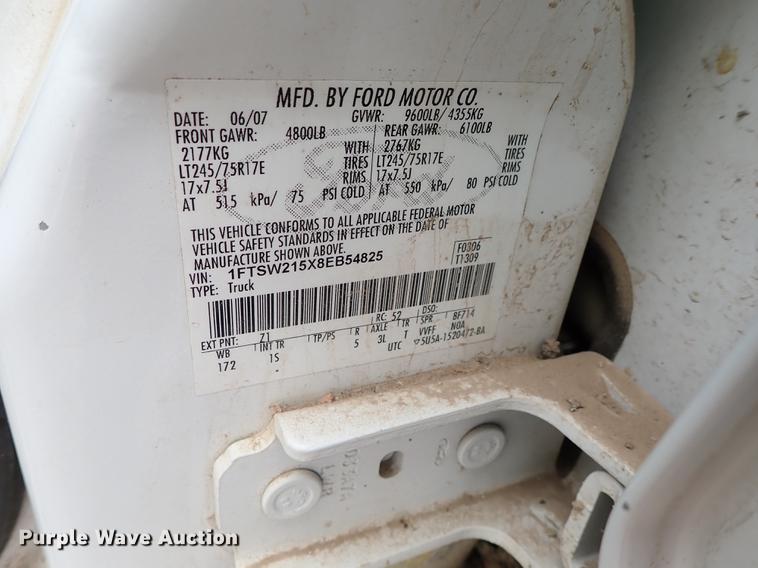 MFD. BY FORD MOTOR CO.
DATE: 06/07 GVWR: 9600LB/ 4355KG
FRONT GAWR: 4800LB REAR GAWR: 6100LB
2177KG WITH 2767KG WITH
LT245/75R17E TIRES LT245/75R17E TIRES
17x7.5J RIMS 17x7.5J RIMS
AT 515 kPa/ 75 PSI COLD AT 550 kPa/ 80 PSI COLD
THIS VEHICLE CONFORMS TO ALL APPLICABLE FEDERAL MOTOR
VEHICLE SAFETY STANDARDS IN EFFECT ON THE DATE OF
MANUFACTURE SHOWN ABOVE.
VIN: 1FTSW215X8EB54825 F0306
TYPE: Truck T1309
EXT PNT: Z1 RC: 52 DSO:
WB INT TR TP/PS R AXLE TR SPR BF714
172 1S - 5 3L T VVFF N0A
UTC 5U5A-1520472-BA
LWR
Purple Wave Auction